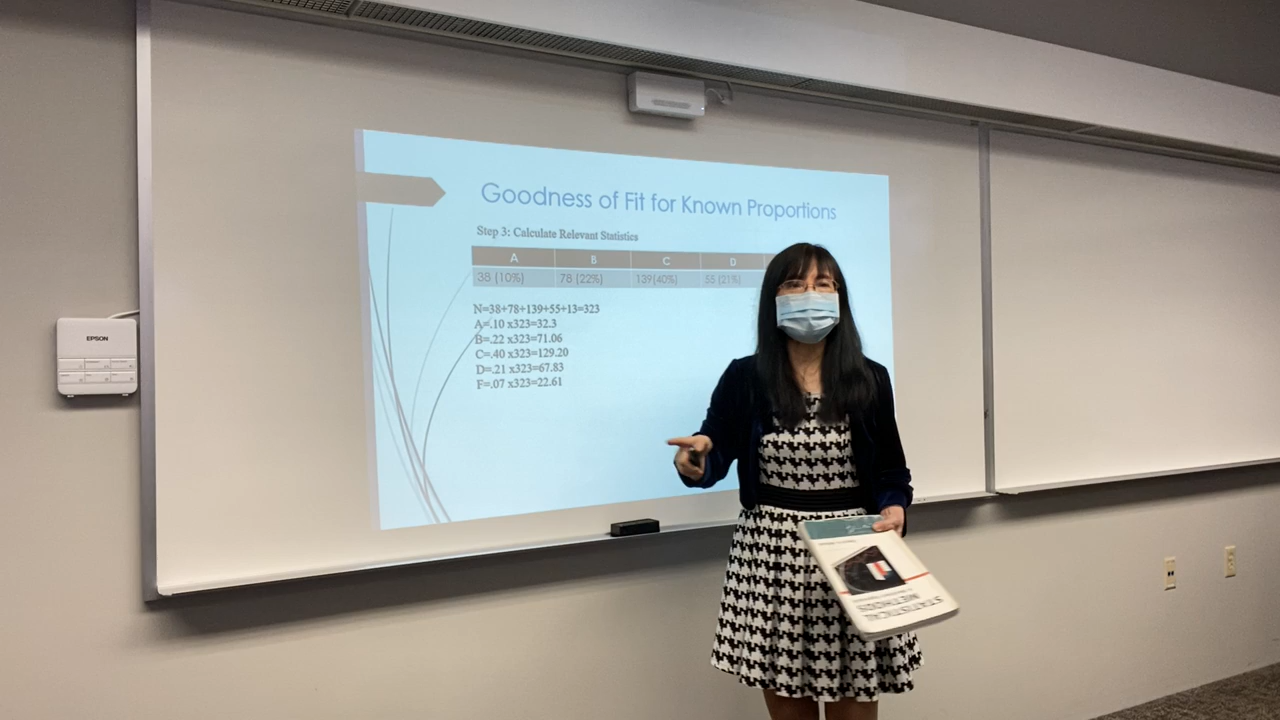 Goodness of Fit for Known Proportions
Step 3: Calculate Relevant Statistics
A B C D
38 (10%) 78 (22%) 139(40%) 55 (21%)
N=38+78+139+55+13=323
A=.10 x323=32.3
B=.22 x323=71.06
C=.40 x323=129.20
D=.21 x323=67.83
F=.07 x323=22.61
EPSON
STATISTICAL
METHODS